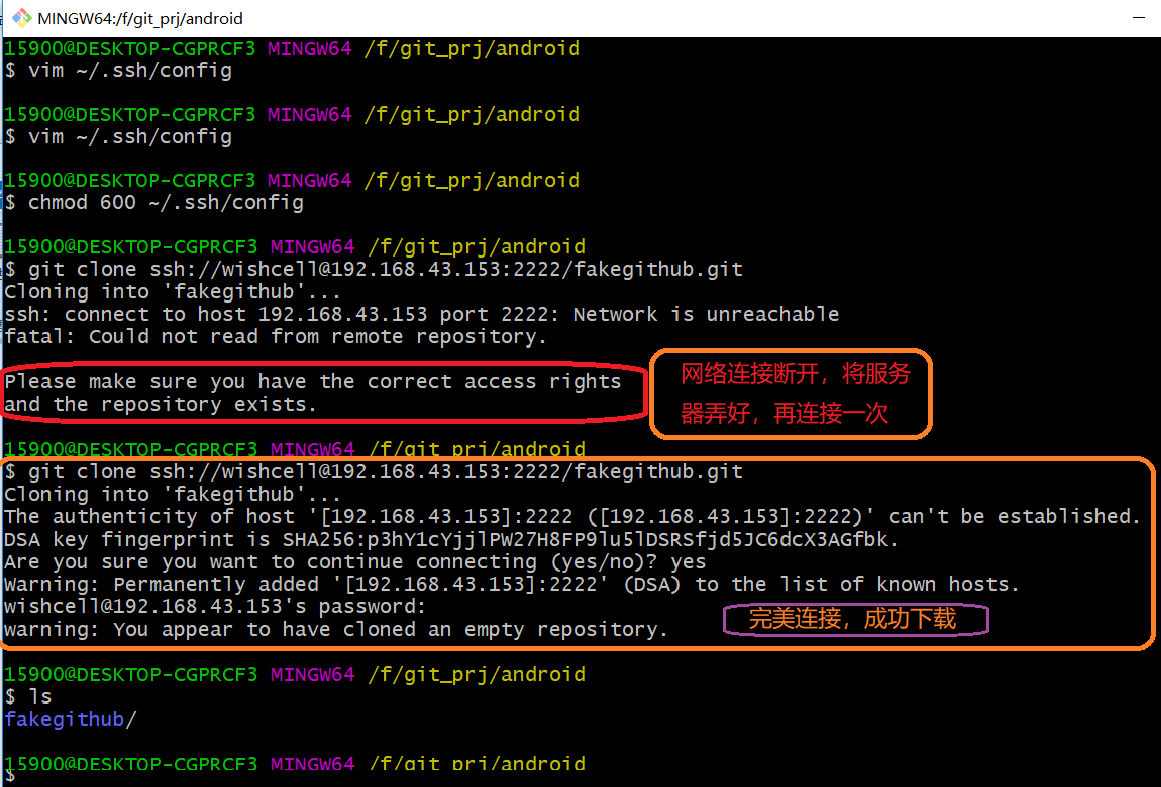 MINGW64:/f/git_prj/android
15900@DESKTOP-CGPRCF3 MINGW64 /f/git_prj/android
$ vim ~/.ssh/config
15900@DESKTOP-CGPRCF3 MINGW64 /f/git_prj/android
$ vim ~/.ssh/config
15900@DESKTOP-CGPRCF3 MINGW64 /f/git_prj/android
$ chmod 600 ~/.ssh/config
15900@DESKTOP-CGPRCF3 MINGW64 /f/git_prj/android
$ git clone ssh://wishcell@192.168.43.153:2222/fakegithub.git
Cloning into 'fakegithub'...
ssh: connect to host 192.168.43.153 port 2222: Network is unreachable
fatal: Could not read from remote repository.
Please make sure you have the correct access rights
and the repository exists.
网络连接断开，将服务
器弄好，再连接一次
15900@DESKTOP-CGPRCF3 MINGW64 /f/git_prj/android
$ git clone ssh://wishcell@192.168.43.153:2222/fakegithub.git
Cloning into 'fakegithub'...
The authenticity of host '[192.168.43.153]:2222 ([192.168.43.153]:2222)' can't be established.
DSA key fingerprint is SHA256:p3hY1cYjjlPW27H8FP9lu5lDSRSfjd5JC6dcX3AGfbk.
Are you sure you want to continue connecting (yes/no)? yes
Warning: Permanently added '[192.168.43.153]:2222' (DSA) to the list of known hosts.
wishcell@192.168.43.153's password:
warning: You appear to have cloned an empty repository.
完美连接，成功下载
15900@DESKTOP-CGPRCF3 MINGW64 /f/git_prj/android
$ ls
fakegithub/
15900@DESKTOP-CGPRCF3 MINGW64 /f/git_prj/android
$